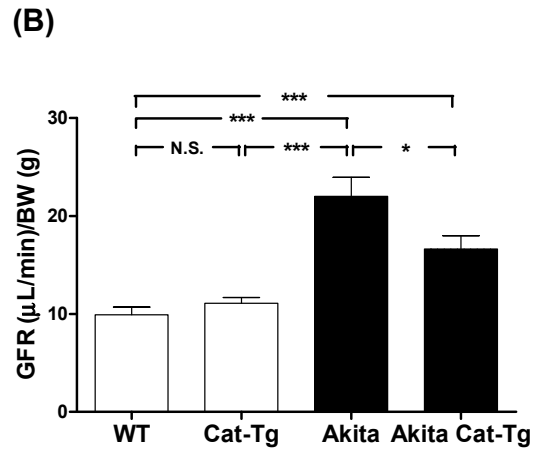 (B)
***
30
***
N.S.
***
*
20
10
0
GFR (μL/min)/BW (g)
WT Cat-Tg Akita Akita Cat-Tg